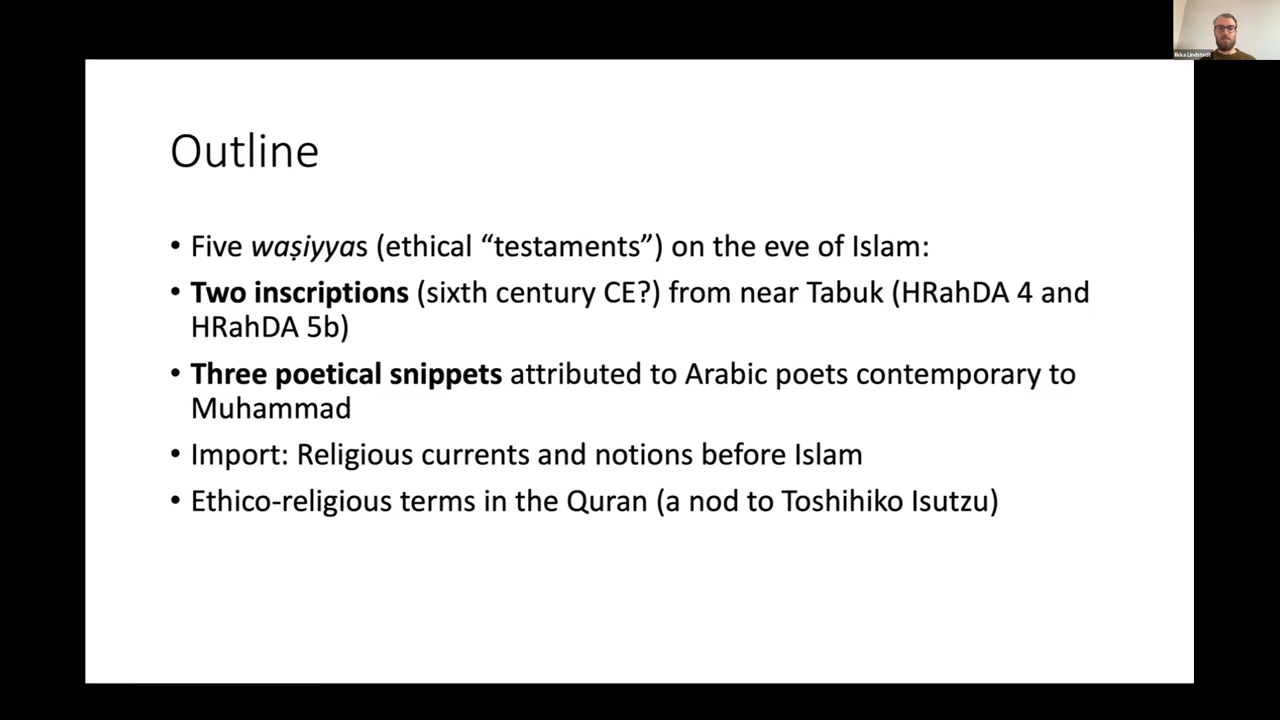 Ilkka Lindstedt
Outline
• Five waṣiyyas (ethical “testaments”) on the eve of Islam:
• Two inscriptions (sixth century CE?) from near Tabuk (HRahDA 4 and
HRahDA 5b)
• Three poetical snippets attributed to Arabic poets contemporary to
Muhammad
• Import: Religious currents and notions before Islam
• Ethico-religious terms in the Quran (a nod to Toshihiko Isutzu)